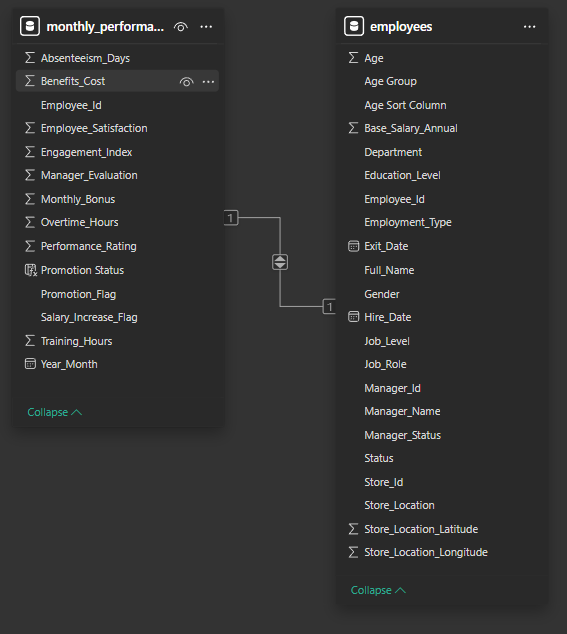 monthly_performa...
Absenteeism_Days
Benefits_Cost
Employee_Id
Employee_Satisfaction
Engagement_Index
Manager_Evaluation
Monthly_Bonus
Overtime_Hours
Performance_Rating
Promotion Status
Promotion_Flag
Salary_Increase_Flag
Training_Hours
Year_Month
Collapse
1
1
employees
Age
Age Group
Age Sort Column
Base_Salary_Annual
Department
Education_Level
Employee_Id
Employment_Type
Exit_Date
Full_Name
Gender
Hire_Date
Job_Level
Job_Role
Manager_Id
Manager_Name
Manager_Status
Status
Store_Id
Store_Location
Store_Location_Latitude
Store_Location_Longitude
Collapse